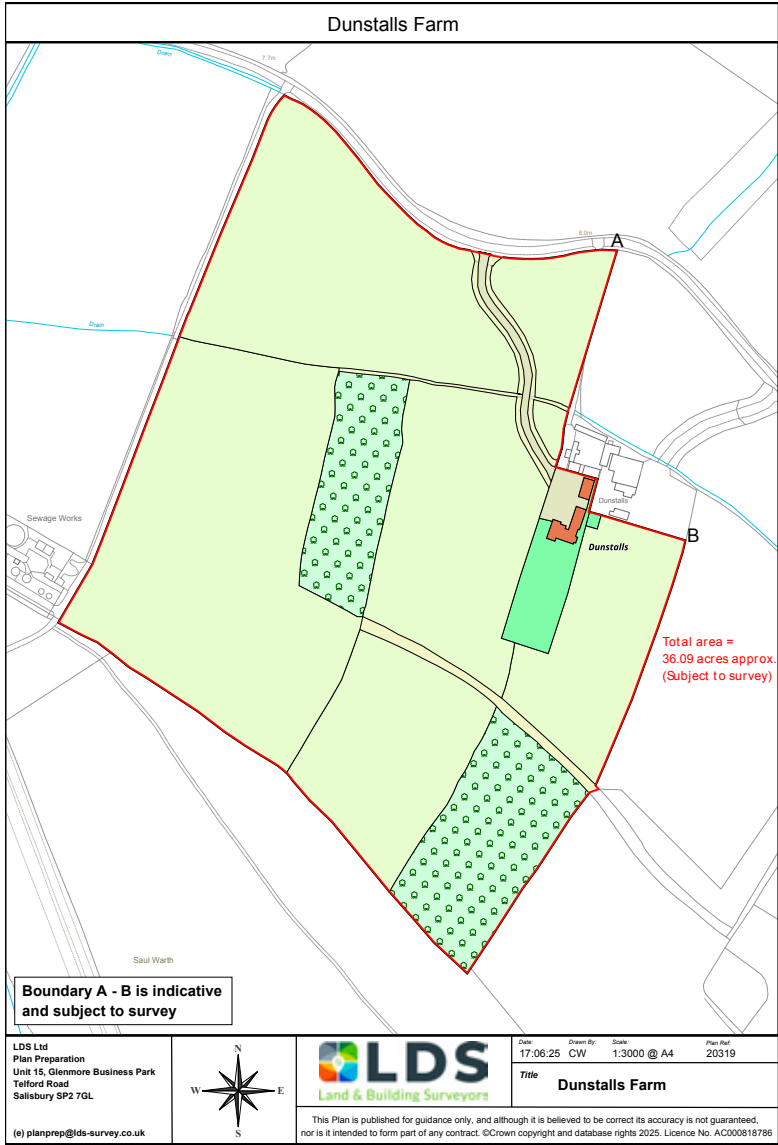 Dunstalls Farm
7.7m
Drain
8.0m
A
Drain
Sewage Works
Dunstalls
Dunstalls
B
Total area =
36.09 acres approx.
(Subject to survey)
Saul Warth
Boundary A - B is indicative
and subject to survey
LDS Ltd
Plan Preparation
Unit 15, Glenmore Business Park
Telford Road
Salisbury SP2 7GL
(e) planprep@lds-survey.co.uk
N
W E
S
LDS
Land & Building Surveyors
Date: Drawn By: Scale: Plan Ref:
17:06:25 CW 1:3000 @ A4 20319
Title
Dunstalls Farm
This Plan is published for guidance only, and although it is believed to be correct its accuracy is not guaranteed,
nor is it intended to form part of any contract. ©Crown copyright and database rights 2025. Licence No. AC000818786